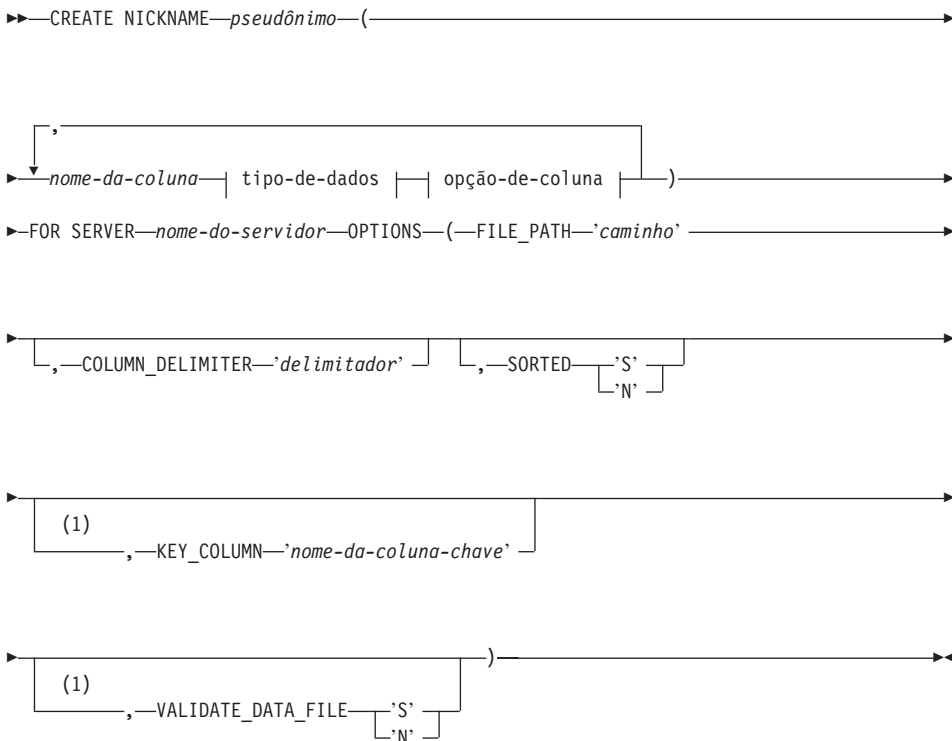 CREATE NICKNAME pseudônimo (
,
nome-da-coluna tipo-de-dados opção-de-coluna )
FOR SERVER nome-do-servidor OPTIONS ( FILE_PATH ’caminho’
, COLUMN_DELIMITER ’delimitador’ , SORTED ’S’
’N’
(1)
, KEY_COLUMN ’nome-da-coluna-chave’
)
(1)
, VALIDATE_DATA_FILE ’S’
’N’